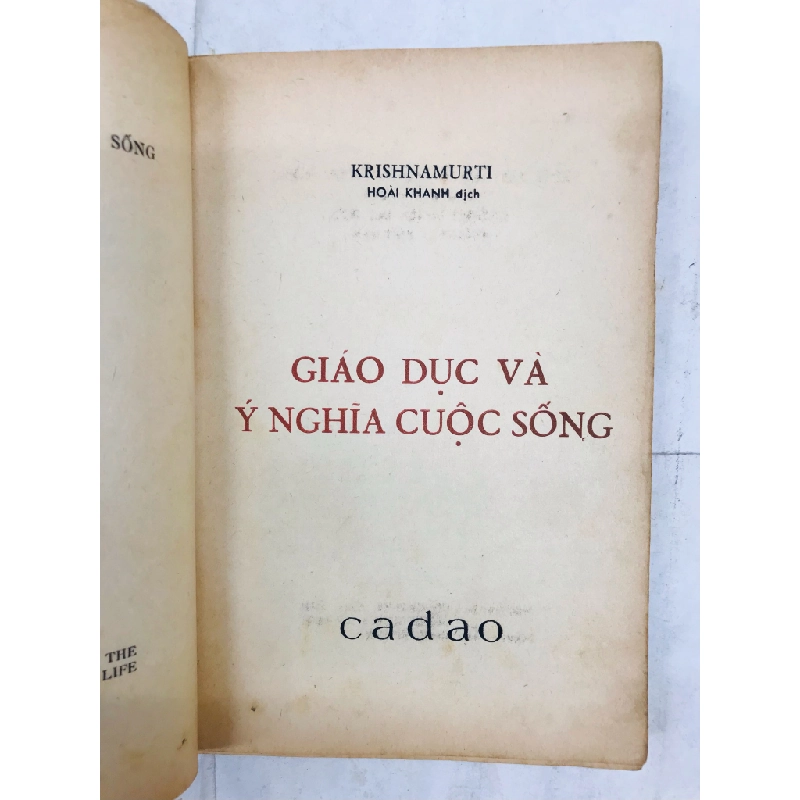 SỐNG
THE
LIFE
KRISHNAMURTI
HOÀI KHANH dịch
GIÁO DỤC VÀ
Ý NGHĨA CUỘC SỐNG
cadao